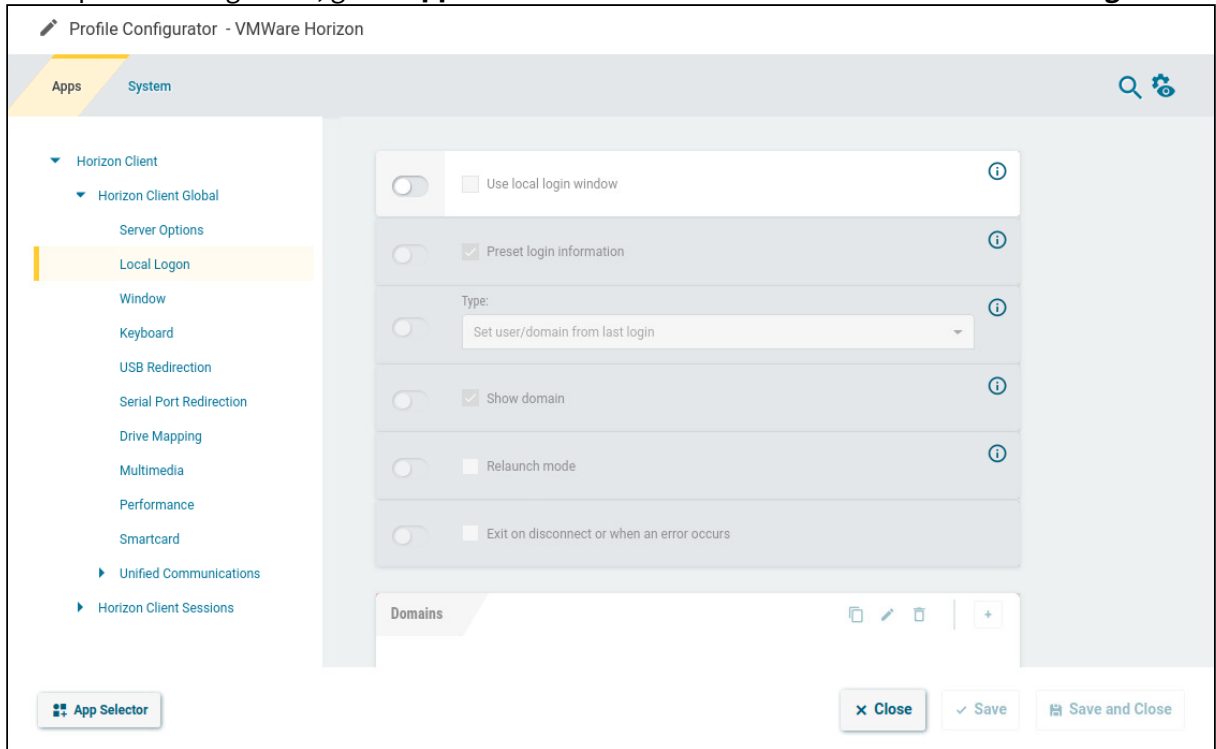 Profile Configurator - VMWare Horizon
Apps
System
Horizon Client
Horizon Client Global
Server Options
Local Logon
Window
Keyboard
USB Redirection
Serial Port Redirection
Drive Mapping
Multimedia
Performance
Smartcard
Unified Communications
Horizon Client Sessions
Use local login window
Preset login information
Type:
Set user/domain from last login
Show domain
Relaunch mode
Exit on disconnect or when an error occurs
Domains
App Selector
Close
Save
Save and Close